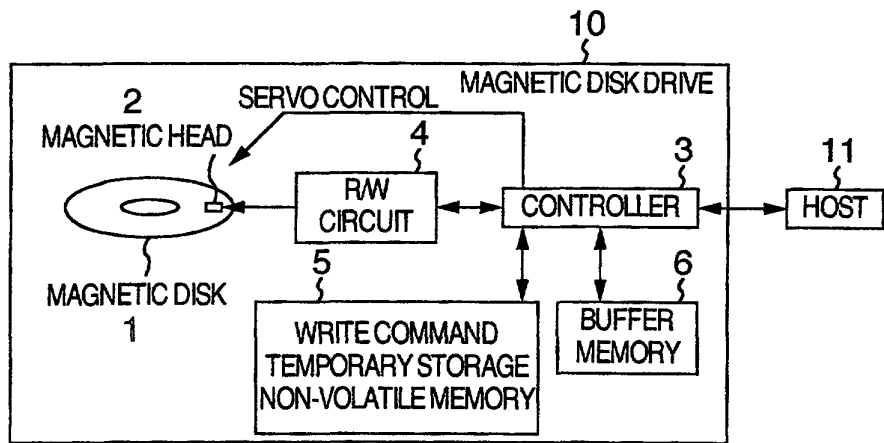 10
MAGNETIC DISK DRIVE
SERVO CONTROL
2
MAGNETIC HEAD
4
R/W
CIRCUIT
3
CONTROLLER
11
HOST
MAGNETIC DISK
1
5
WRITE COMMAND
TEMPORARY STORAGE
NON-VOLATILE MEMORY
6
BUFFER
MEMORY